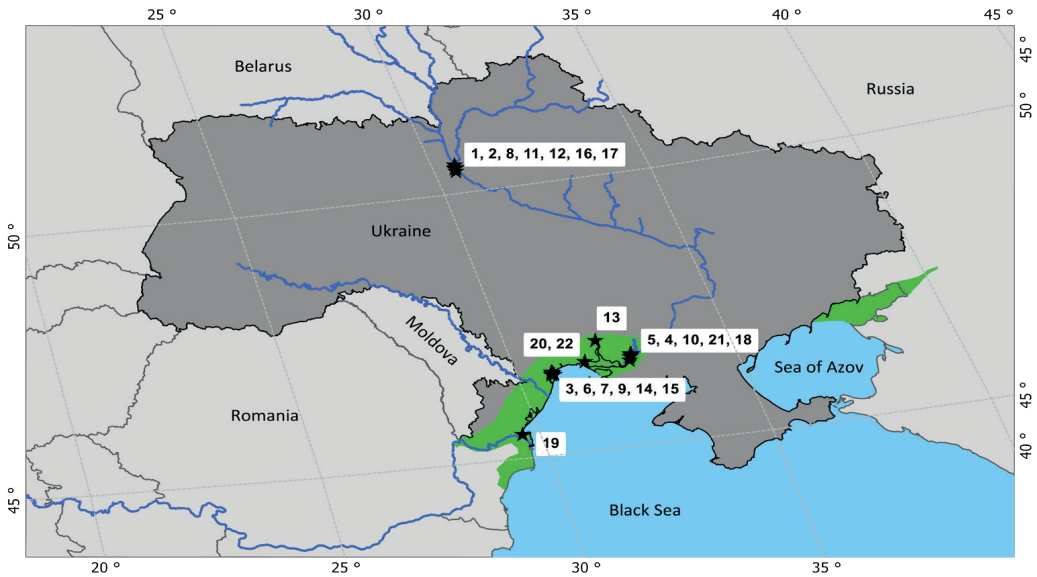 25 °
30 °
35 °
40 °
45 °
45 °
Belarus
Russia
50 °
1, 2, 8, 11, 12, 16, 17
50 °
Ukraine
13
Moldova
20, 22
5, 4, 10, 21, 18
Sea of Azov
3, 6, 7, 9, 14, 15
45 °
Romania
19
40 °
45 °
Black Sea
20 °
25 °
30 °
35 °